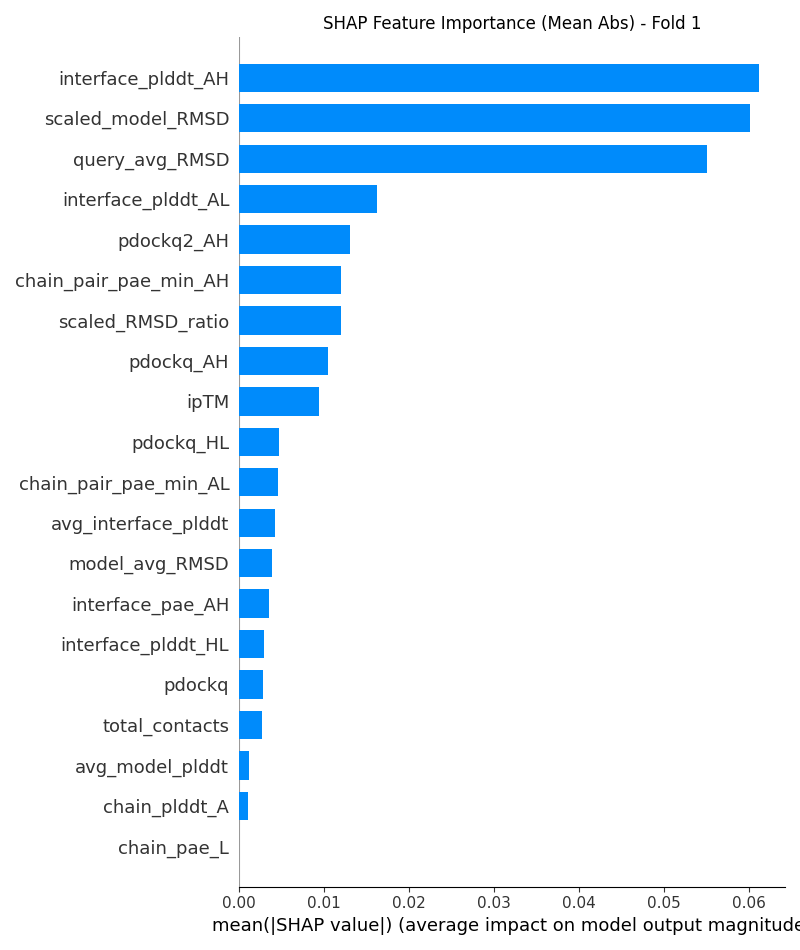 SHAP Feature Importance (Mean Abs) - Fold 1
interface_plddt_AH
scaled_model_RMSD
query_avg_RMSD
interface_plddt_AL
pdockq2_AH
chain_pair_pae_min_AH
scaled_RMSD_ratio
pdockq_AH
ipTM
pdockq_HL
chain_pair_pae_min_AL
avg_interface_plddt
model_avg_RMSD
interface_pae_AH
interface_plddt_HL
pdockq
total_contacts
avg_model_plddt
chain_plddt_A
chain_pae_L
0.00 0.01 0.02 0.03 0.04 0.05 0.06
mean(|SHAP value|) (average impact on model output magnitude